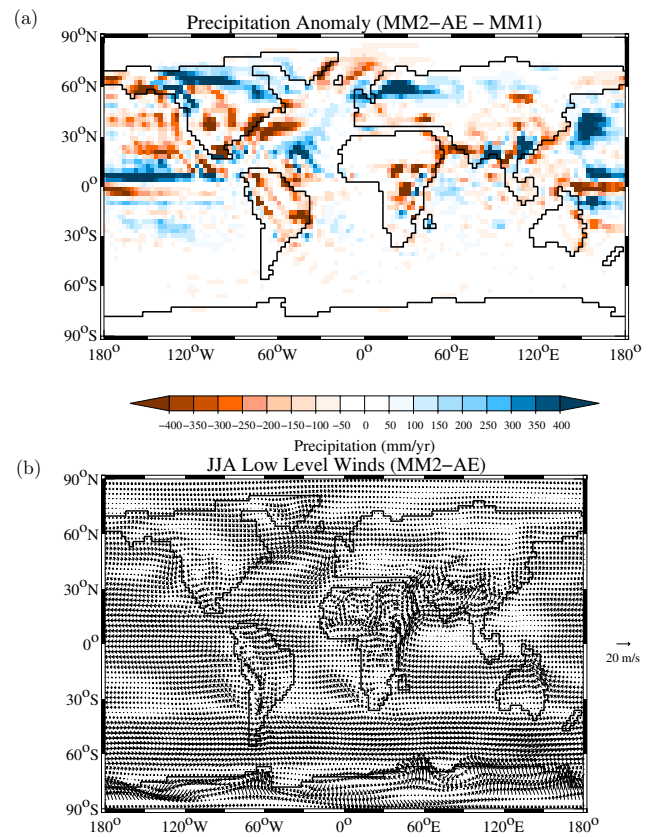 (a)
Precipitation Anomaly (MM2−AE − MM1)
90°N
60°N
30°N
0°
30°S
60°S
90°S
180° 120°W 60°W 0° 60°E 120°E 180°
−400 −300 −250 −200 −150 −100 −50 0 50 100 150 200 250 300 350 400
Precipitation (mm/yr)
(b)
JJA Low Level Winds (MM2−AE)
90°N
60°N
30°N
0°
20 m/s
30°S
60°S
90°S
180° 120°W 60°W 0° 60°E 120°E 180°